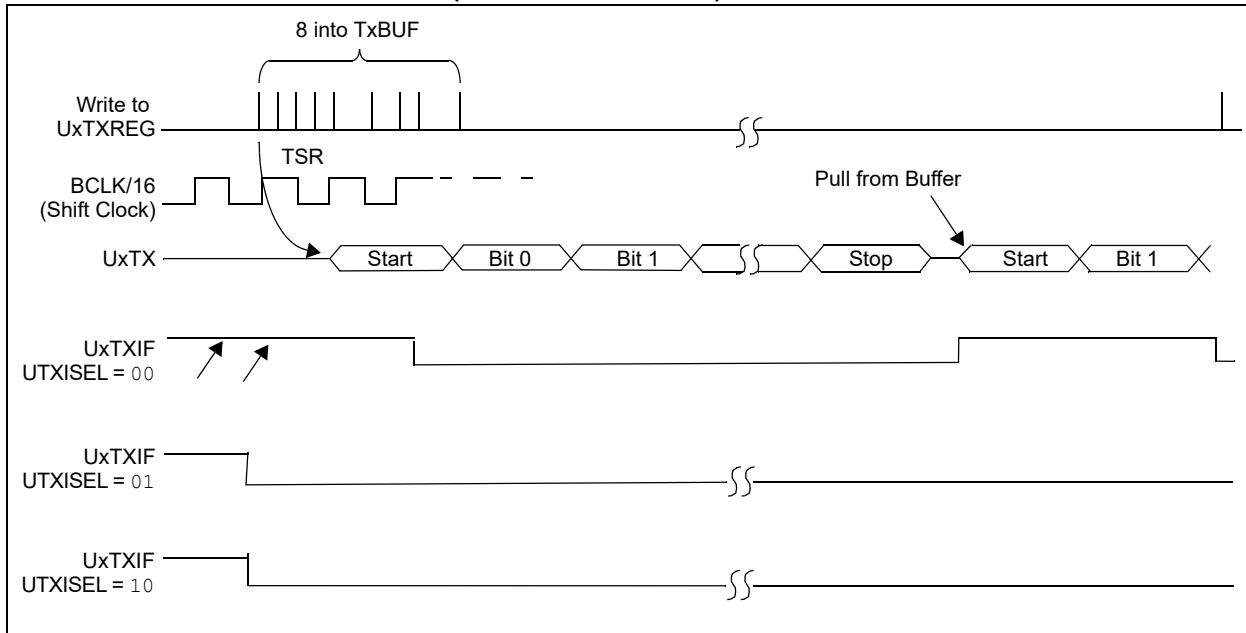 8 into TxBUF
Write to
UxTXREG
TSR
BCLK/16
(Shift Clock)
Pull from Buffer
UxTX
Start
Bit 0
Bit 1
Stop
Start
Bit 1
UxTXIF
UTXISEL = 00
UxTXIF
UTXISEL = 01
UxTXIF
UTXISEL = 10